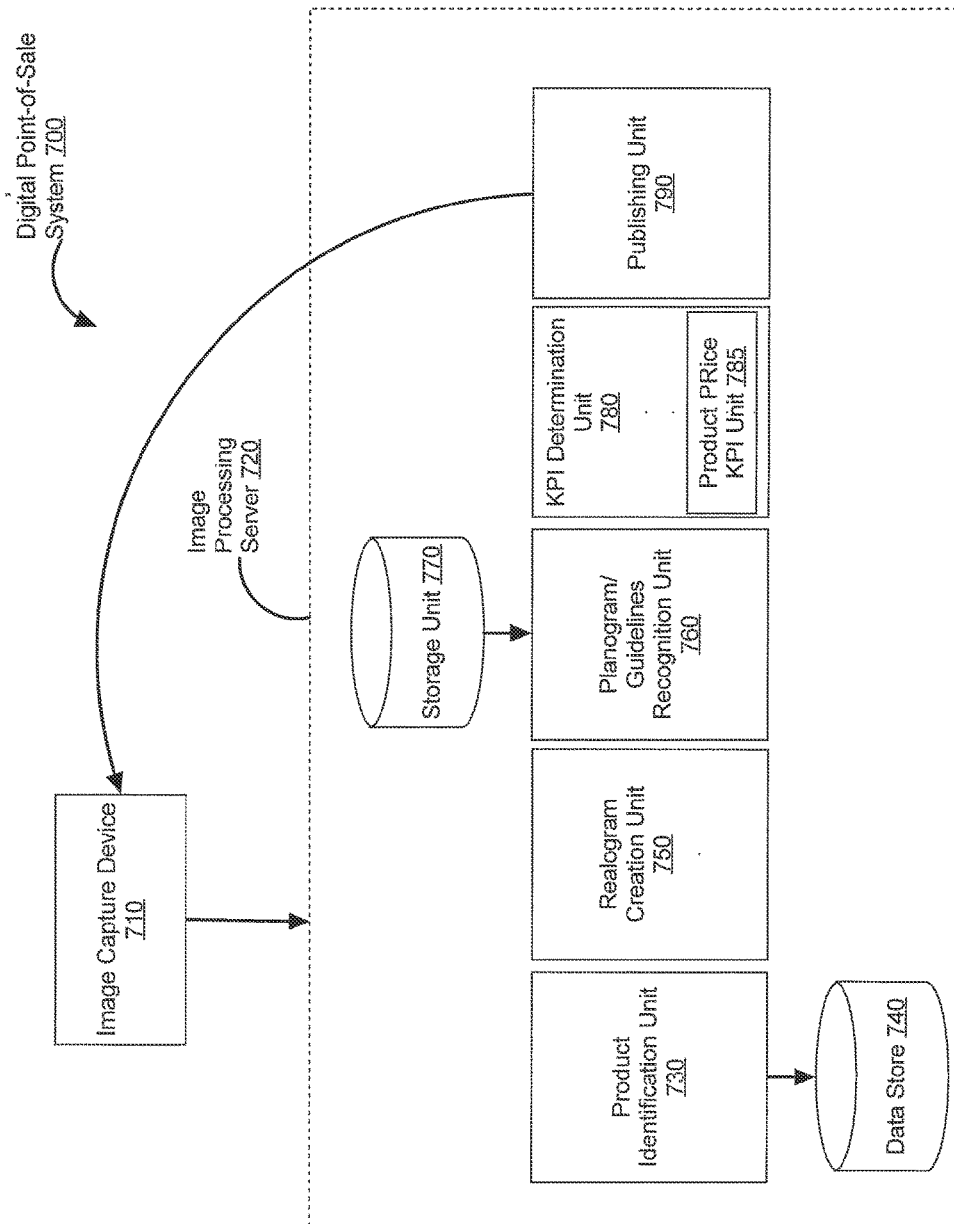 Digital Point-of-Sale
System 700
Image Capture Device
710
Image
Processing
Server 720
Storage Unit 770
Product
Identification Unit
730
Realogram
Creation Unit
750
Planogram/
Guidelines
Recognition Unit
760
KPI Determination
Unit
780
Product PRice
KPI Unit 785
Publishing Unit
790
Data Store 740